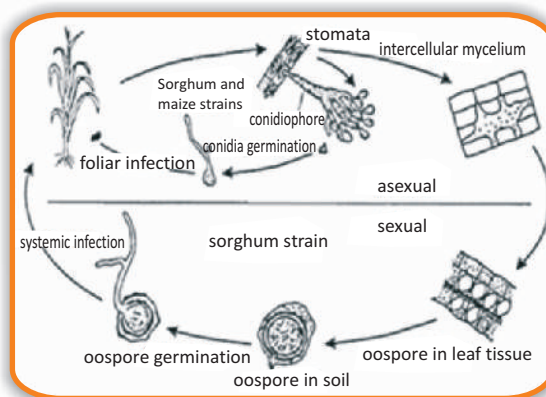 stomata
intercellular mycelium
Sorghum and
maize strains
conidiophore
conidia germination
foliar infection
asexual
sexual
systemic infection
sorghum strain
oospore germination
oospore in leaf tissue
oospore in soil